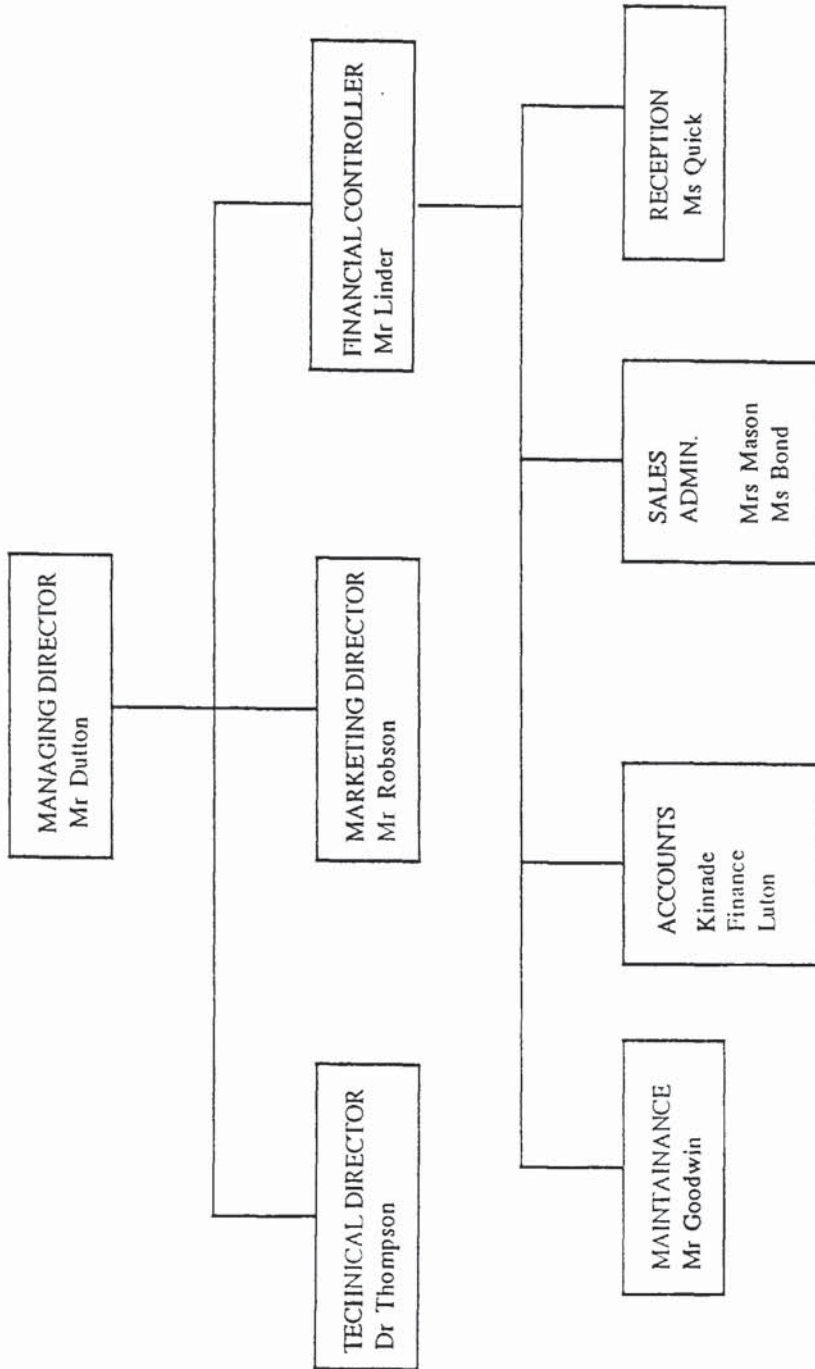 MANAGING DIRECTOR
Mr Dutton
TECHNICAL DIRECTOR
Dr Thompson
MARKETING DIRECTOR
Mr Robson
FINANCIAL CONTROLLER
Mr Linder
MAINTAINANCE
Mr Goodwin
ACCOUNTS
Kinrade
Finance
Luton
SALES
ADMIN.
Mrs Mason
Ms Bond
RECEPTION
Ms Quick